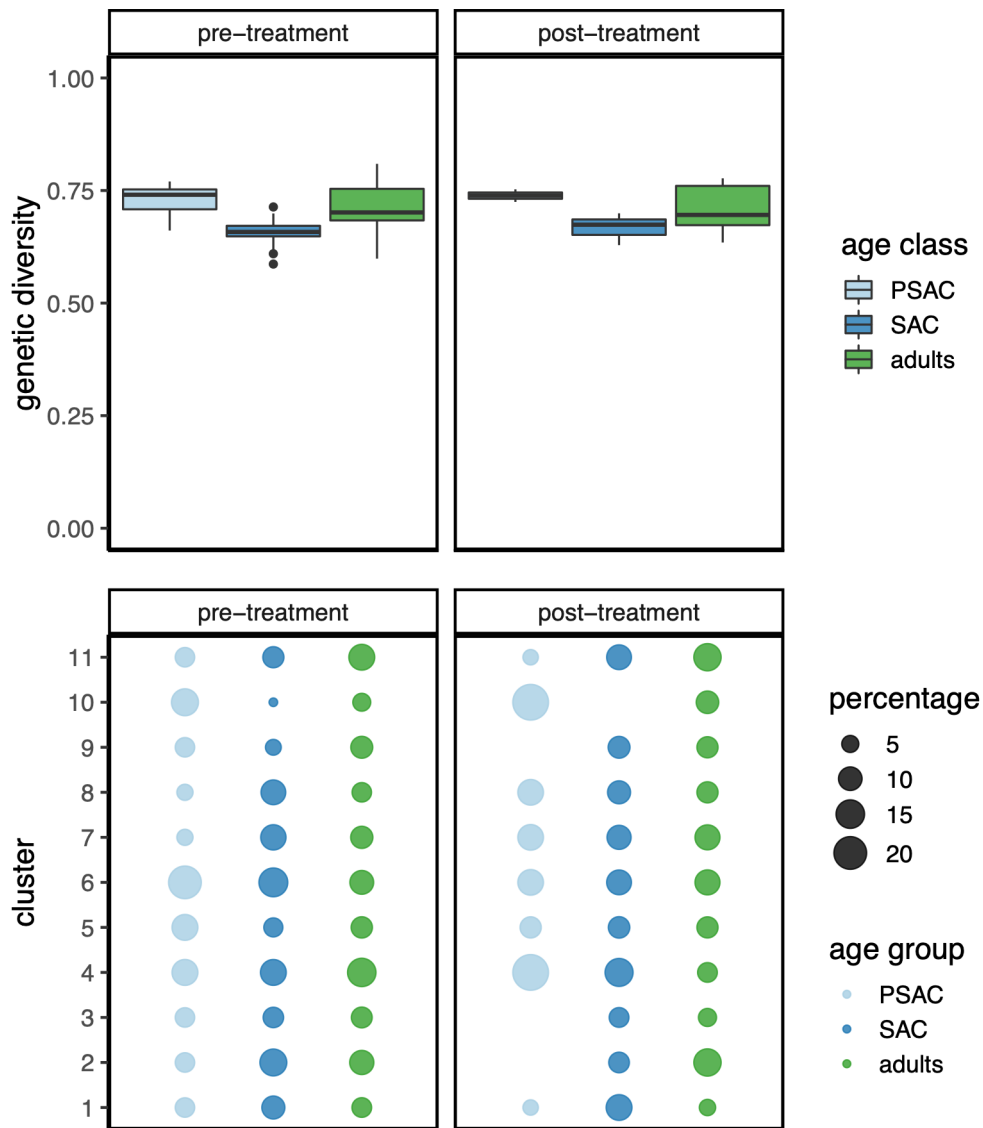 pre−treatment
post−treatment
genetic diversity
1.00
0.75
0.50
0.25
0.00
age class
PSAC
SAC
adults
pre−treatment
post−treatment
cluster
11
10
9
8
7
6
5
4
3
2
1
percentage
5
10
15
20
age group
PSAC
SAC
adults